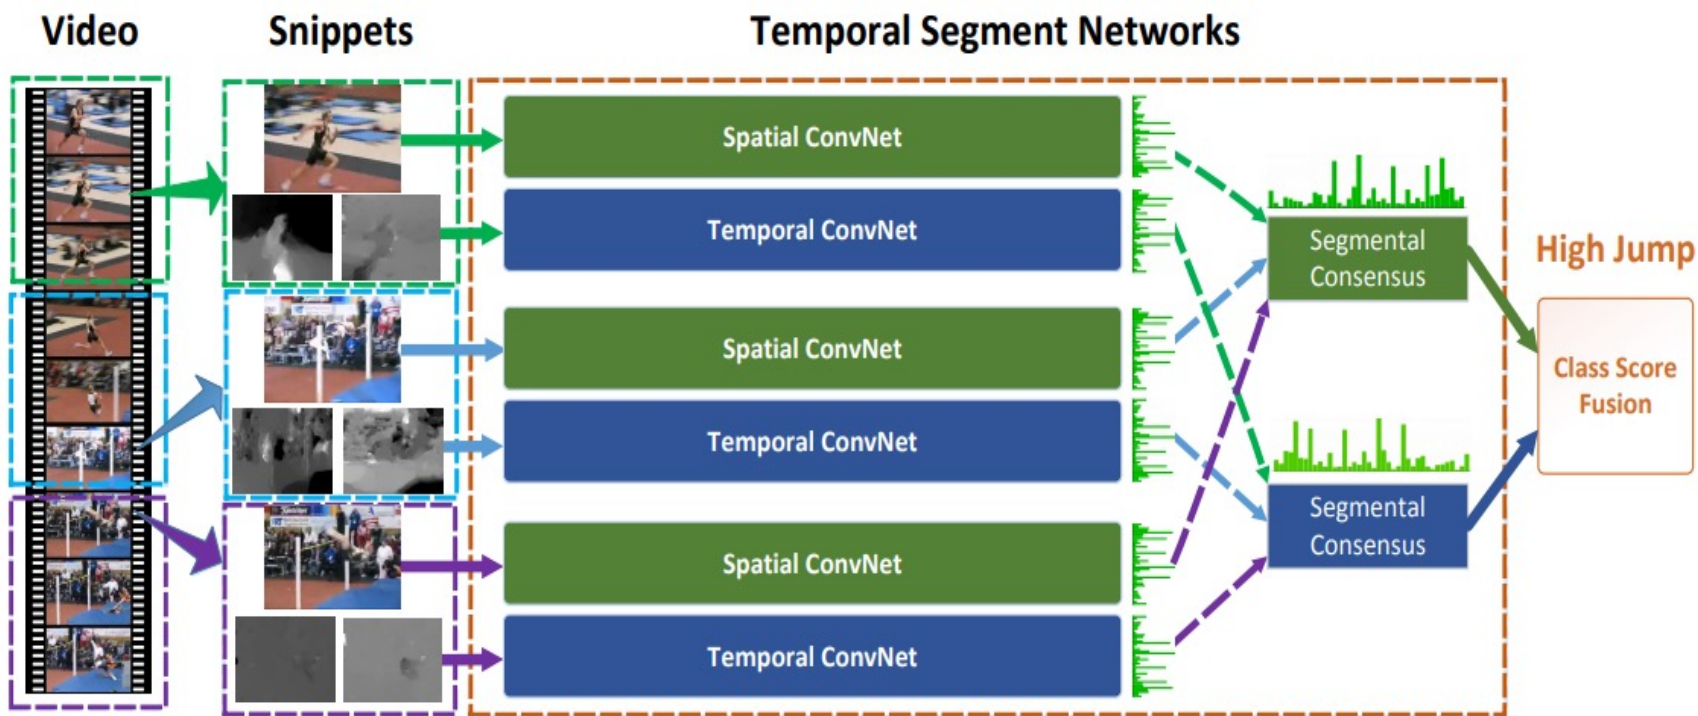 Video
Snippets
Temporal Segment Networks
Spatial ConvNet
Temporal ConvNet
Segmental
Consensus
High Jump
Spatial ConvNet
Class Score
Fusion
Temporal ConvNet
Segmental
Consensus
Spatial ConvNet
Temporal ConvNet